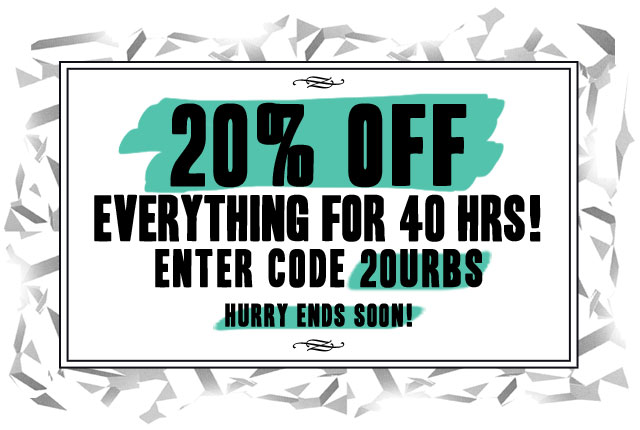 20% OFF
EVERYTHING FOR 40 HRS!
ENTER CODE 20URBS
HURRY ENDS SOON!